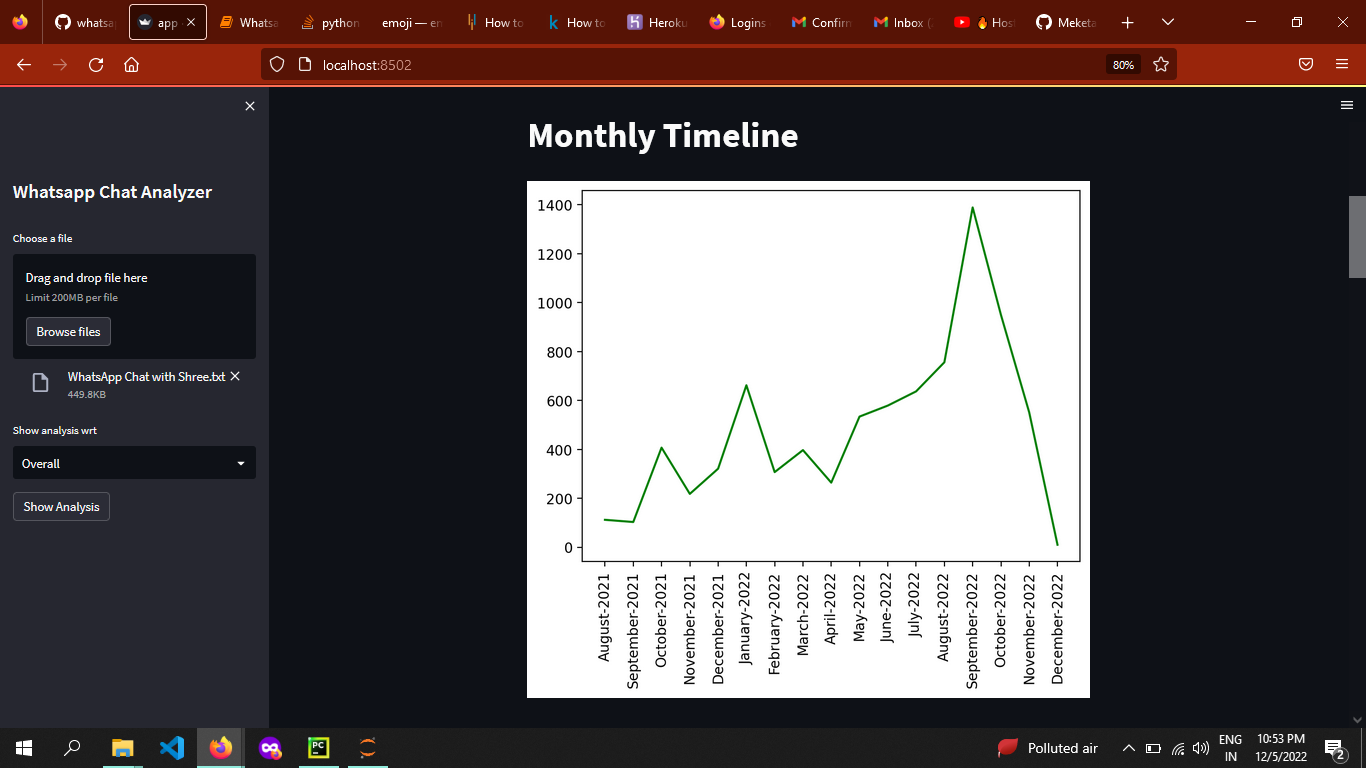 whatsap
app
Whatsa
python
emoji — en
How to
How to
Heroku
Logins
Confirm
Inbox (
🔥 Host
Meketa
localhost:8502
80%
Whatsapp Chat Analyzer
Choose a file
Drag and drop file here
Limit 200MB per file
Browse files
WhatsApp Chat with Shree.txt
449.8KB
Show analysis wrt
Overall
Show Analysis
Monthly Timeline
1400
1200
1000
800
600
400
200
0
August-2021
September-2021
October-2021
November-2021
December-2021
January-2022
February-2022
March-2022
April-2022
May-2022
June-2022
July-2022
August-2022
September-2022
October-2022
November-2022
December-2022
PC
Polluted air
ENG
IN
10:53 PM
12/5/2022
2